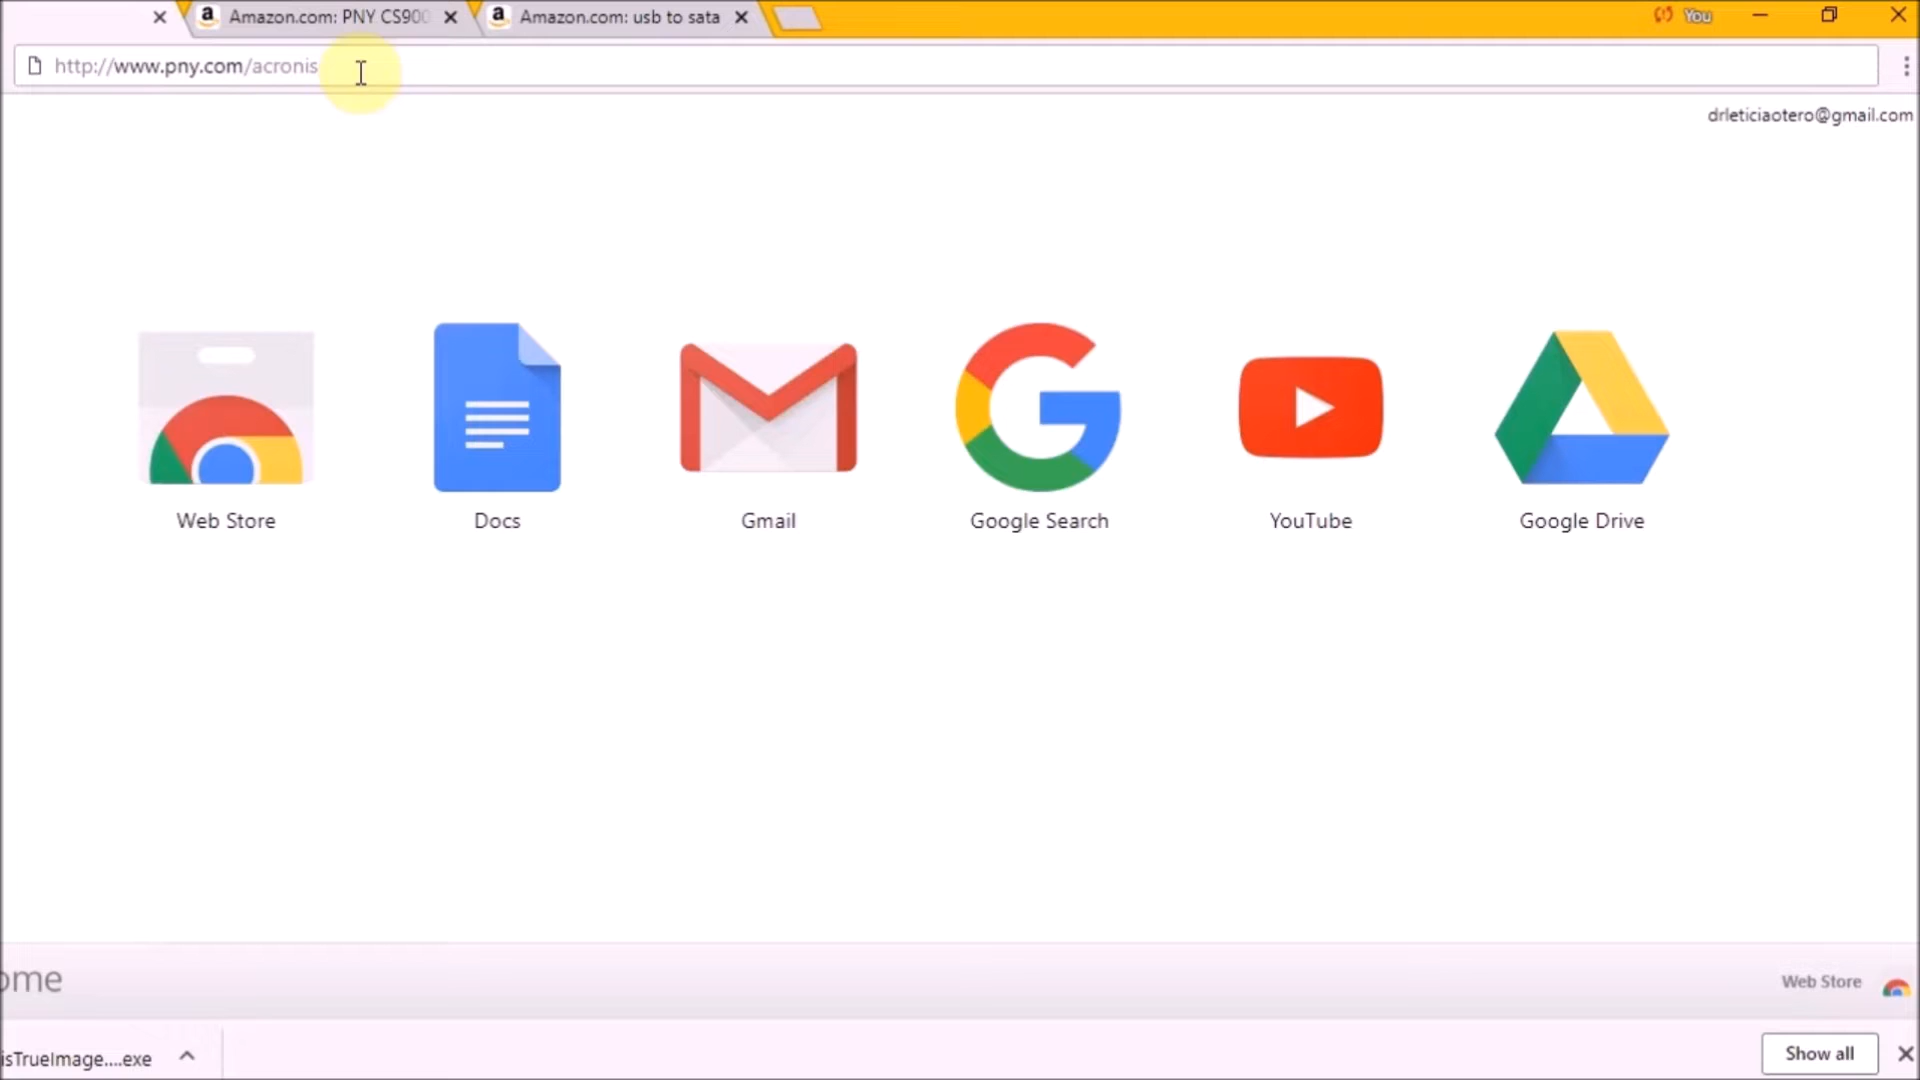 Amazon.com: PNY CS900
Amazon.com: usb to sata
You
http://www.pny.com/acronis
drleticiaotero@gmail.com
Web Store
Docs
Gmail
Google Search
YouTube
Google Drive
ome
Web Store
isTrueImage....exe
Show all